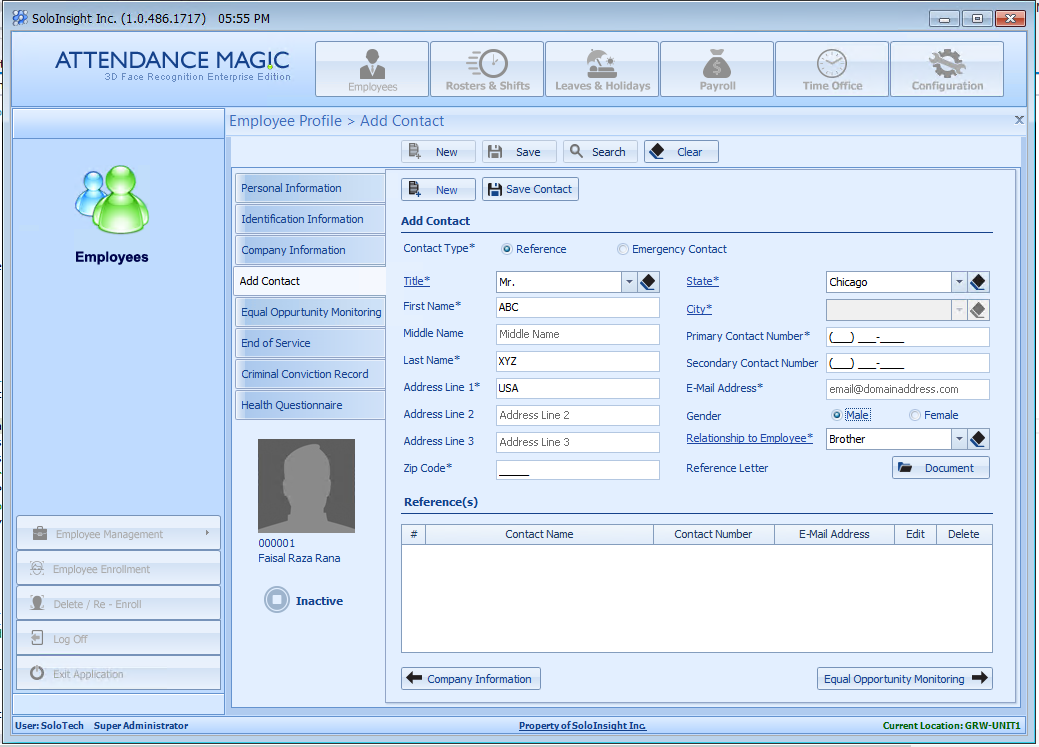 SoloInsight Inc. (1.0.486.1717) 05:55 PM
ATTENDANCE MAGIC
3D Face Recognition Enterprise Edition
Employees
Rosters & Shifts
Leaves & Holidays
Payroll
Time Office
Configuration
Employee Profile > Add Contact
New Save Search Clear
Employees
Personal Information
Identification Information
Company Information
Add Contact
Equal Oppurtunity Monitoring
End of Service
Criminal Conviction Record
Health Questionnaire
000001
Faisal Raza Rana
Inactive
New Save Contact
Add Contact
Contact Type* Reference Emergency Contact
Title* Mr.
First Name* ABC
Middle Name Middle Name
Last Name* XYZ
Address Line 1* USA
Address Line 2 Address Line 2
Address Line 3 Address Line 3
Zip Code* _____
State* Chicago
City*
Primary Contact Number* (___) ___-____
Secondary Contact Number (___) ___-____
E-Mail Address* email@domainaddress.com
Gender Male Female
Relationship to Employee* Brother
Reference Letter Document
Reference(s)
# Contact Name Contact Number E-Mail Address Edit Delete
Company Information
Equal Opportunity Monitoring
Employee Management
Employee Enrollment
Delete / Re - Enroll
Log Off
Exit Application
User: SoloTech Super Administrator
Property of SoloInsight Inc.
Current Location: GRW-UNIT1